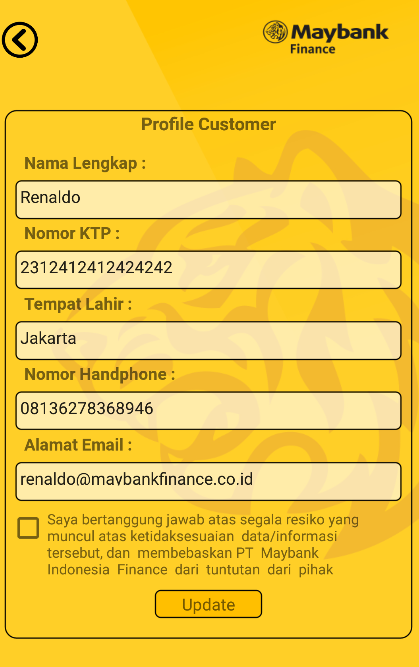 Maybank
Finance
Profile Customer
Nama Lengkap :
Renaldo
Nomor KTP :
2312412412424242
Tempat Lahir :
Jakarta
Nomor Handphone :
08136278368946
Alamat Email :
renaldo@mavbankfinance.co.id
Saya bertanggung jawab atas segala resiko yang
muncul atas ketidaksesuaian data/informasi
tersebut, dan membebaskan PT Maybank
Indonesia Finance dari tuntutan dari pihak
Update